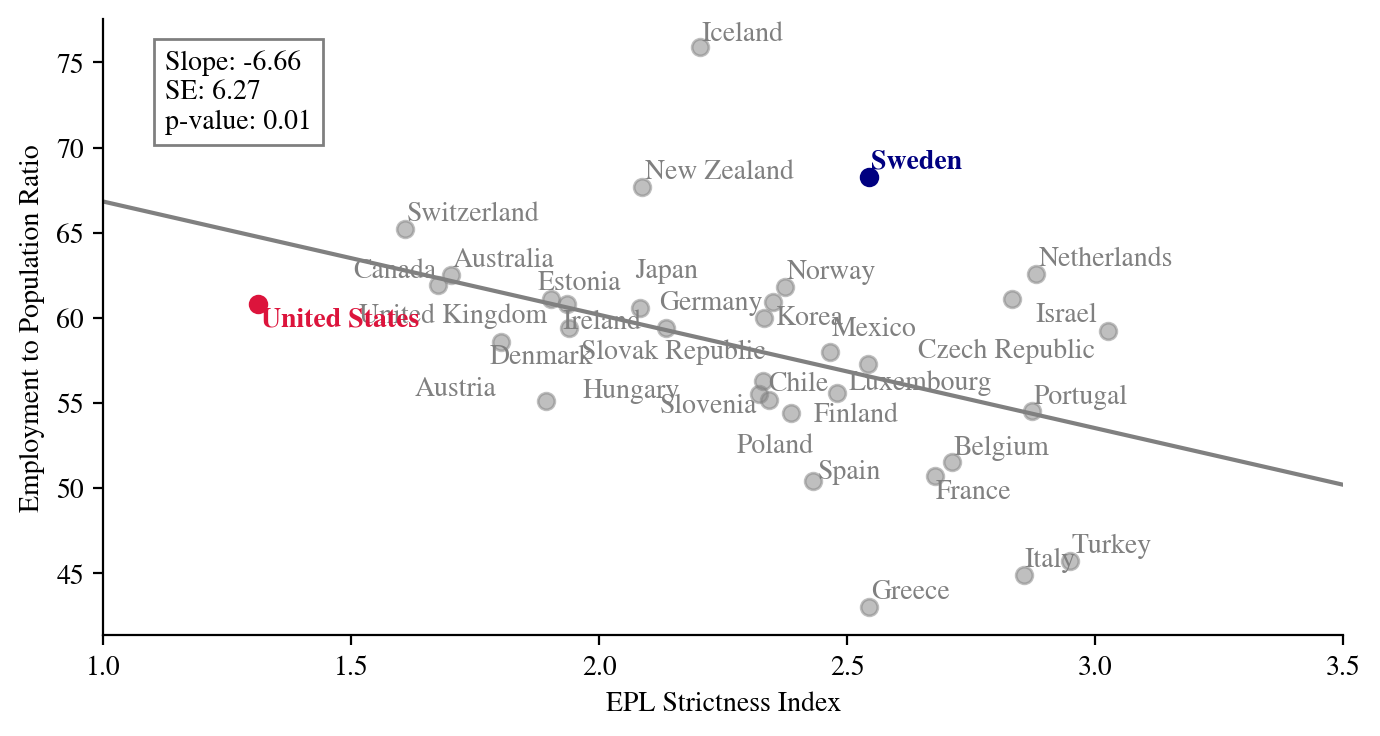 Iceland
75
Slope: -6.66
SE: 6.27
p-value: 0.01
70
Sweden
New Zealand
Switzerland
65
Netherlands
Australia
Canada
Japan
Norway
Estonia
Germany
60
United Kingdom
United States
Ireland
Korea
Israel
Mexico
Denmark
Slovak Republic
Czech Republic
Austria
Hungary
Chile
Luxembourg
55
Slovenia
Portugal
Finland
Poland
Belgium
Spain
50
France
Turkey
Italy
45
Greece
Employment to Population Ratio
1.0 1.5 2.0 2.5 3.0 3.5
EPL Strictness Index